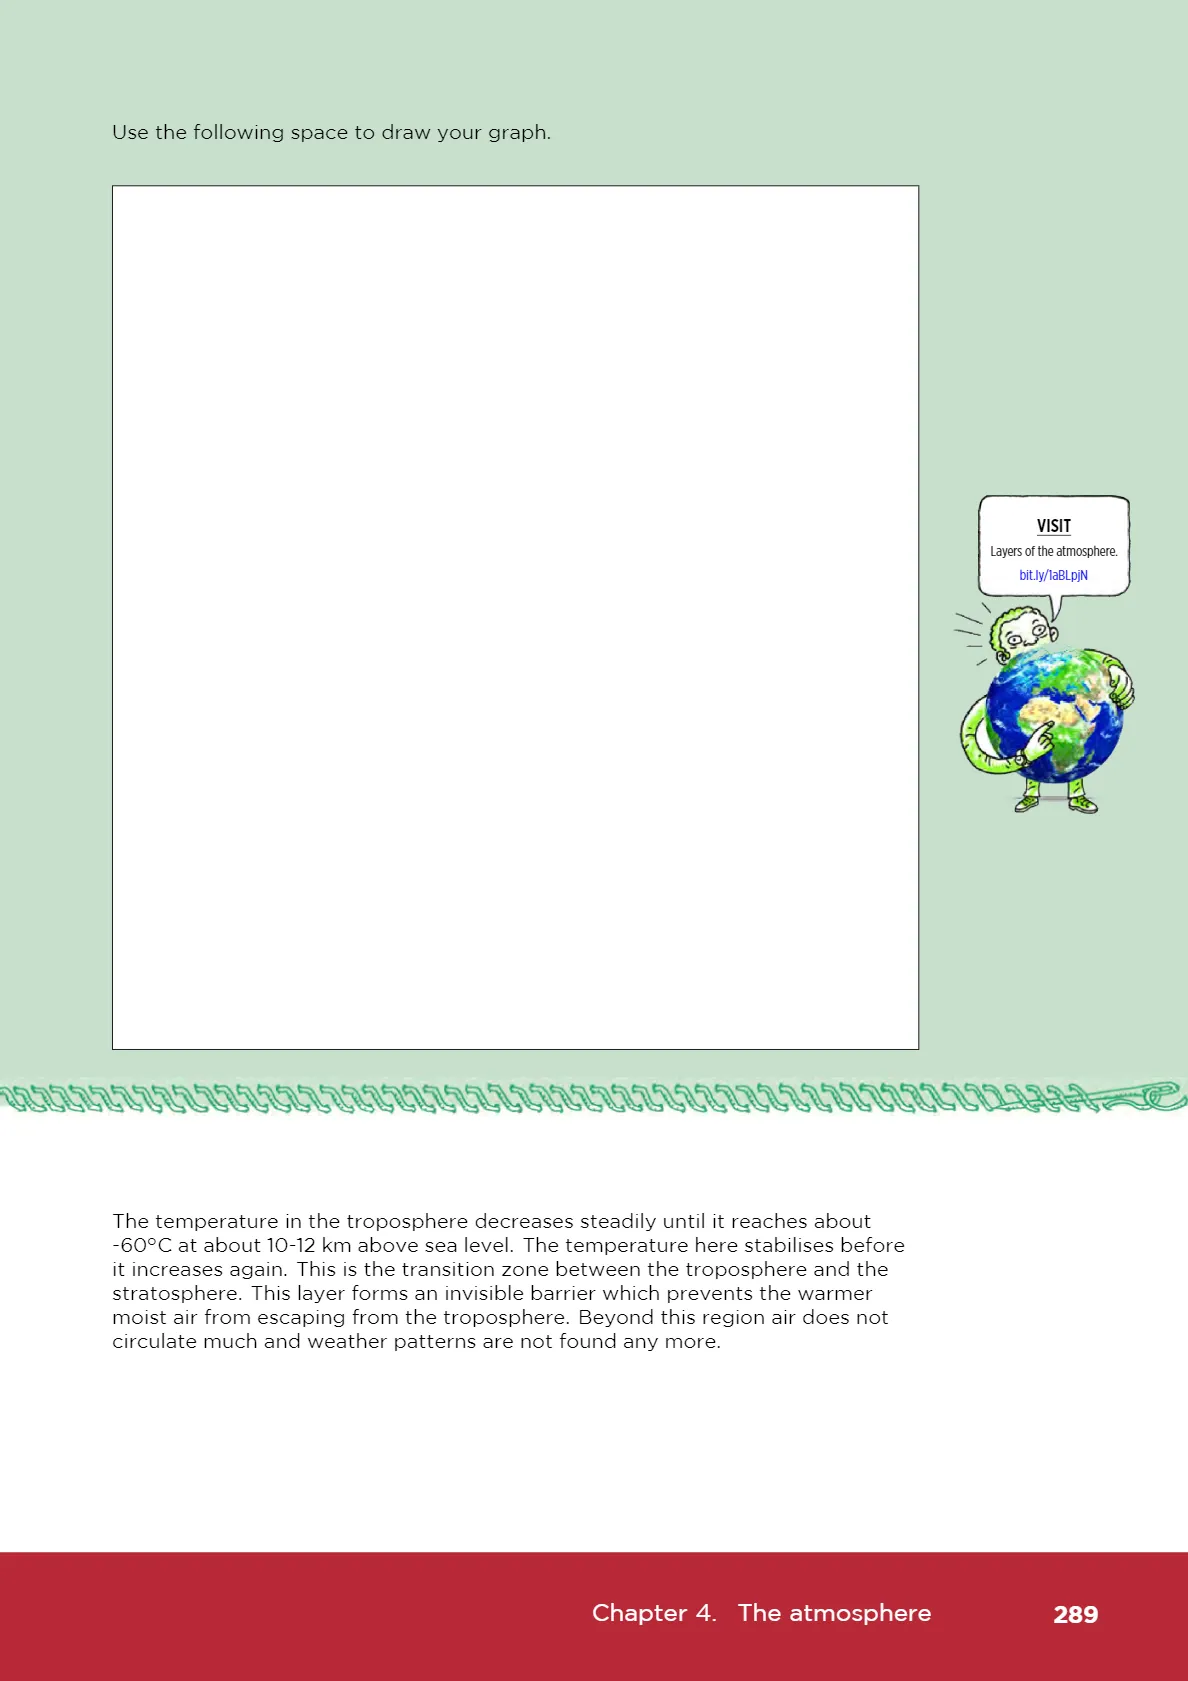 Use the following space to draw your graph.
VISIT
Layers of the atmosphere.
bit.ly/1aBLpjN
The temperature in the troposphere decreases steadily until it reaches about
-60°C at about 10-12 km above sea level. The temperature here stabilises before
it increases again. This is the transition zone between the troposphere and the
stratosphere. This layer forms an invisible barrier which prevents the warmer
moist air from escaping from the troposphere. Beyond this region air does not
circulate much and weather patterns are not found any more.
Chapter 4. The atmosphere 289